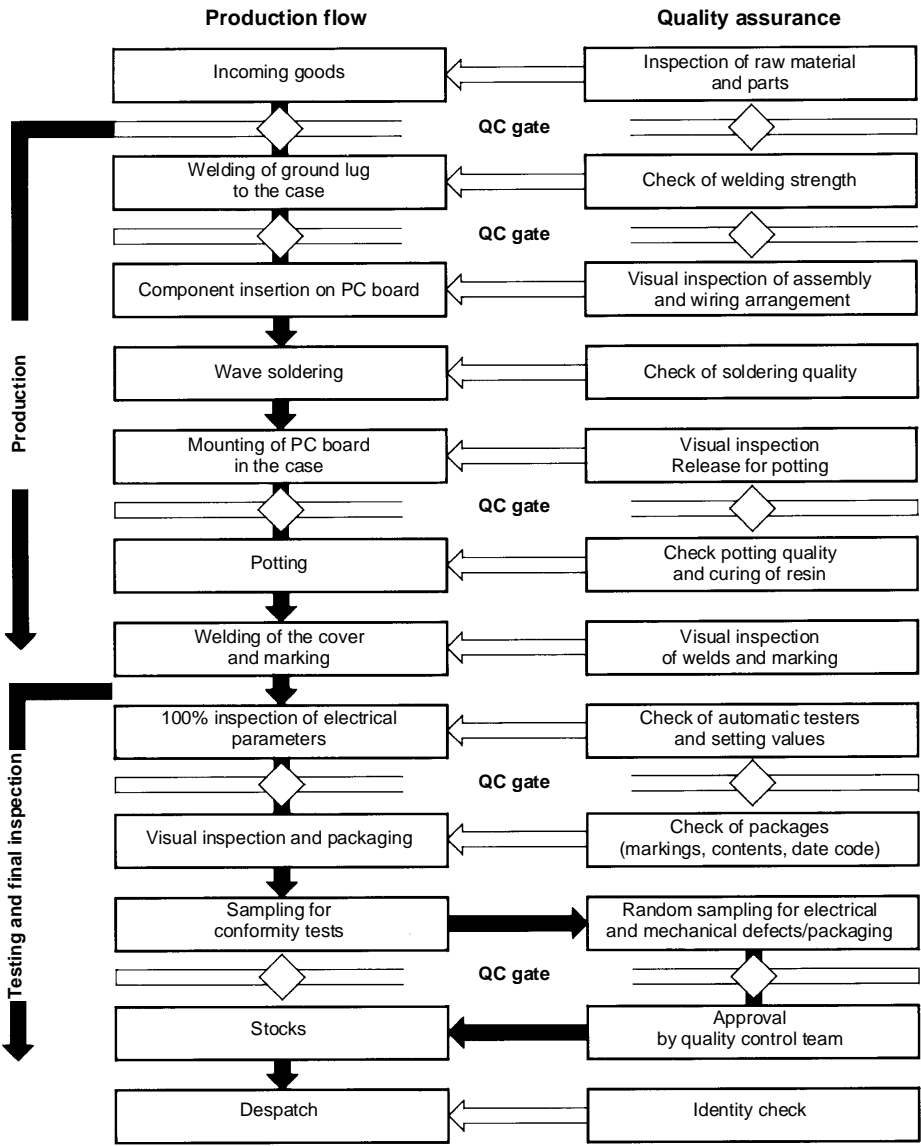 Production flow
Quality assurance
Incoming goods
Inspection of raw material
and parts
QC gate
Welding of ground lug
to the case
Check of welding strength
QC gate
Component insertion on PC board
Visual inspection of assembly
and wiring arrangement
Wave soldering
Check of soldering quality
Production
Mounting of PC board
in the case
Visual inspection
Release for potting
QC gate
Potting
Check potting quality
and curing of resin
Welding of the cover
and marking
Visual inspection
of welds and marking
100% inspection of electrical
parameters
Check of automatic testers
and setting values
QC gate
Visual inspection and packaging
Check of packages
(markings, contents, date code)
Testing and final inspection
Sampling for
conformity tests
Random sampling for electrical
and mechanical defects/packaging
QC gate
Stocks
Approval
by quality control team
Despatch
Identity check